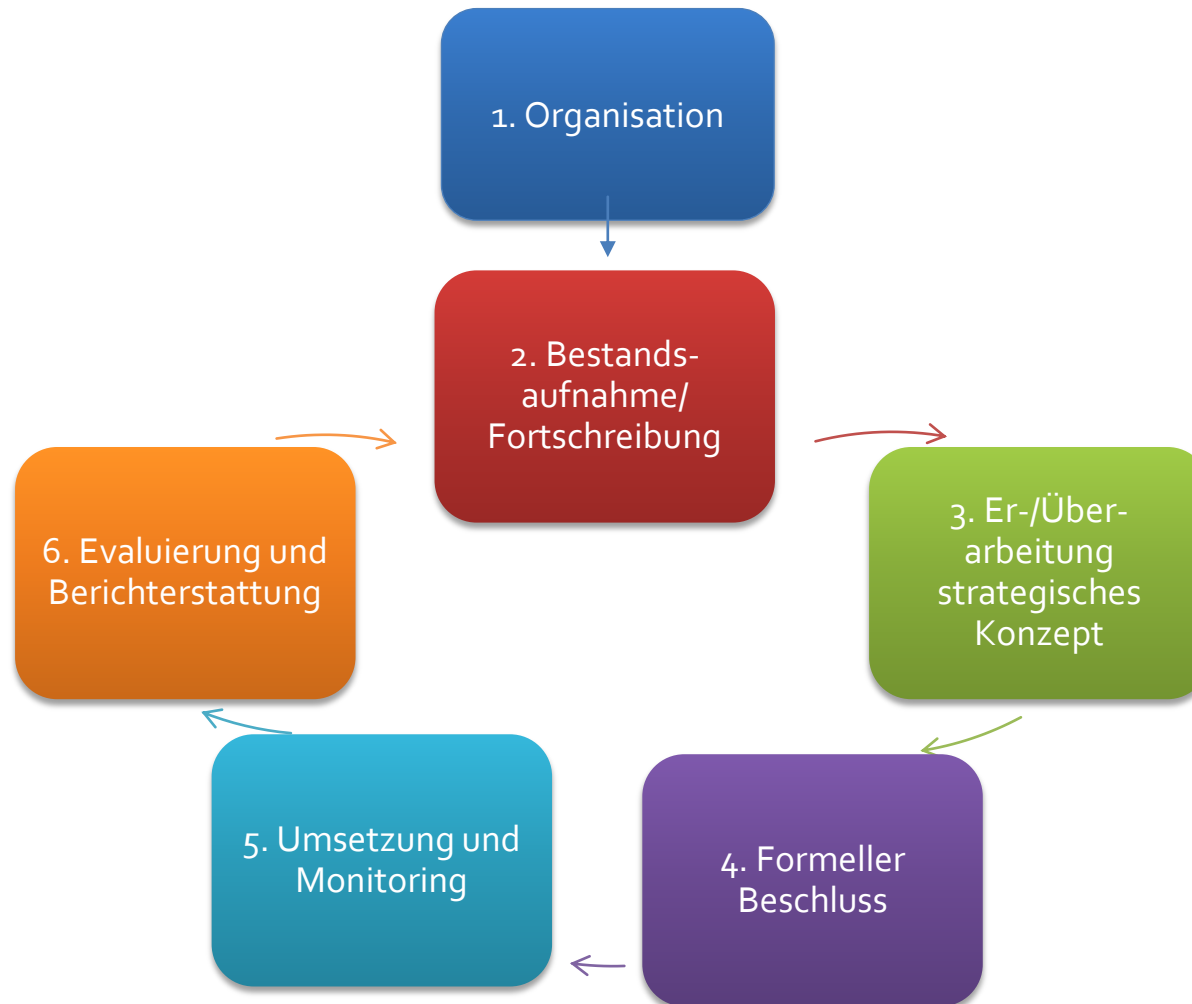 1. Organisation
2. Bestands-
aufnahme/
Fortschreibung
3. Er-/Über-
arbeitung
strategisches
Konzept
4. Formeller
Beschluss
5. Umsetzung und
Monitoring
6. Evaluierung und
Berichterstattung